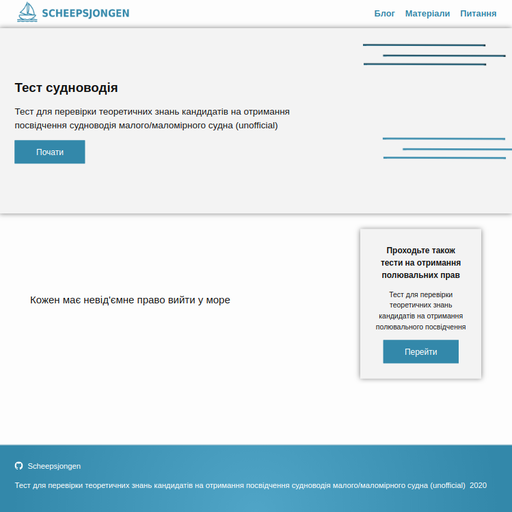 SCHEEPSJONGEN
Блог Матеріали Питання
Тест судноводія
Тест для перевірки теоретичних знань кандидатів на отримання
посвідчення судноводія малого/маломірного судна (unofficial)
Почати
Кожен має невід'ємне право вийти у море
Проходьте також
тести на отримання
полювальних прав
Тест для перевірки
теоретичних знань
кандидатів на отримання
полювального посвідчення
Перейти
Scheepsjongen
Тест для перевірки теоретичних знань кандидатів на отримання посвідчення судноводія малого/маломірного судна (unofficial) 2020